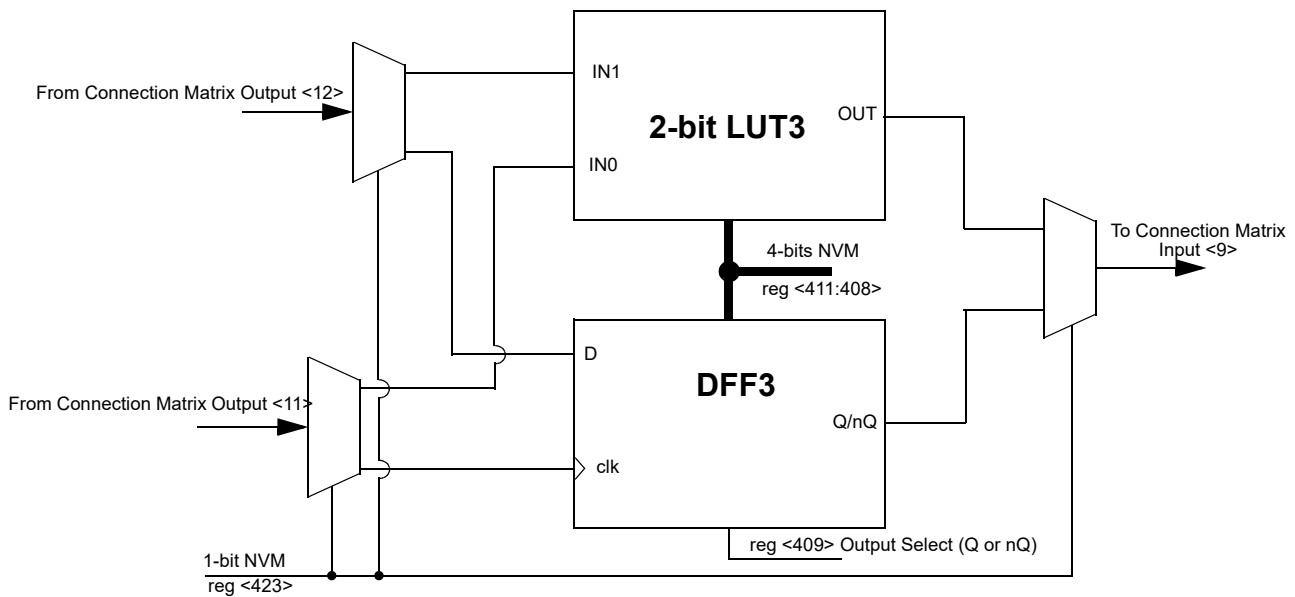 From Connection Matrix Output <12>
IN1
2-bit LUT3
OUT
IN0
To Connection Matrix
Input <9>
4-bits NVM
reg <411:408>
D
DFF3
From Connection Matrix Output <11>
Q/nQ
clk
reg <409> Output Select (Q or nQ)
1-bit NVM
reg <423>